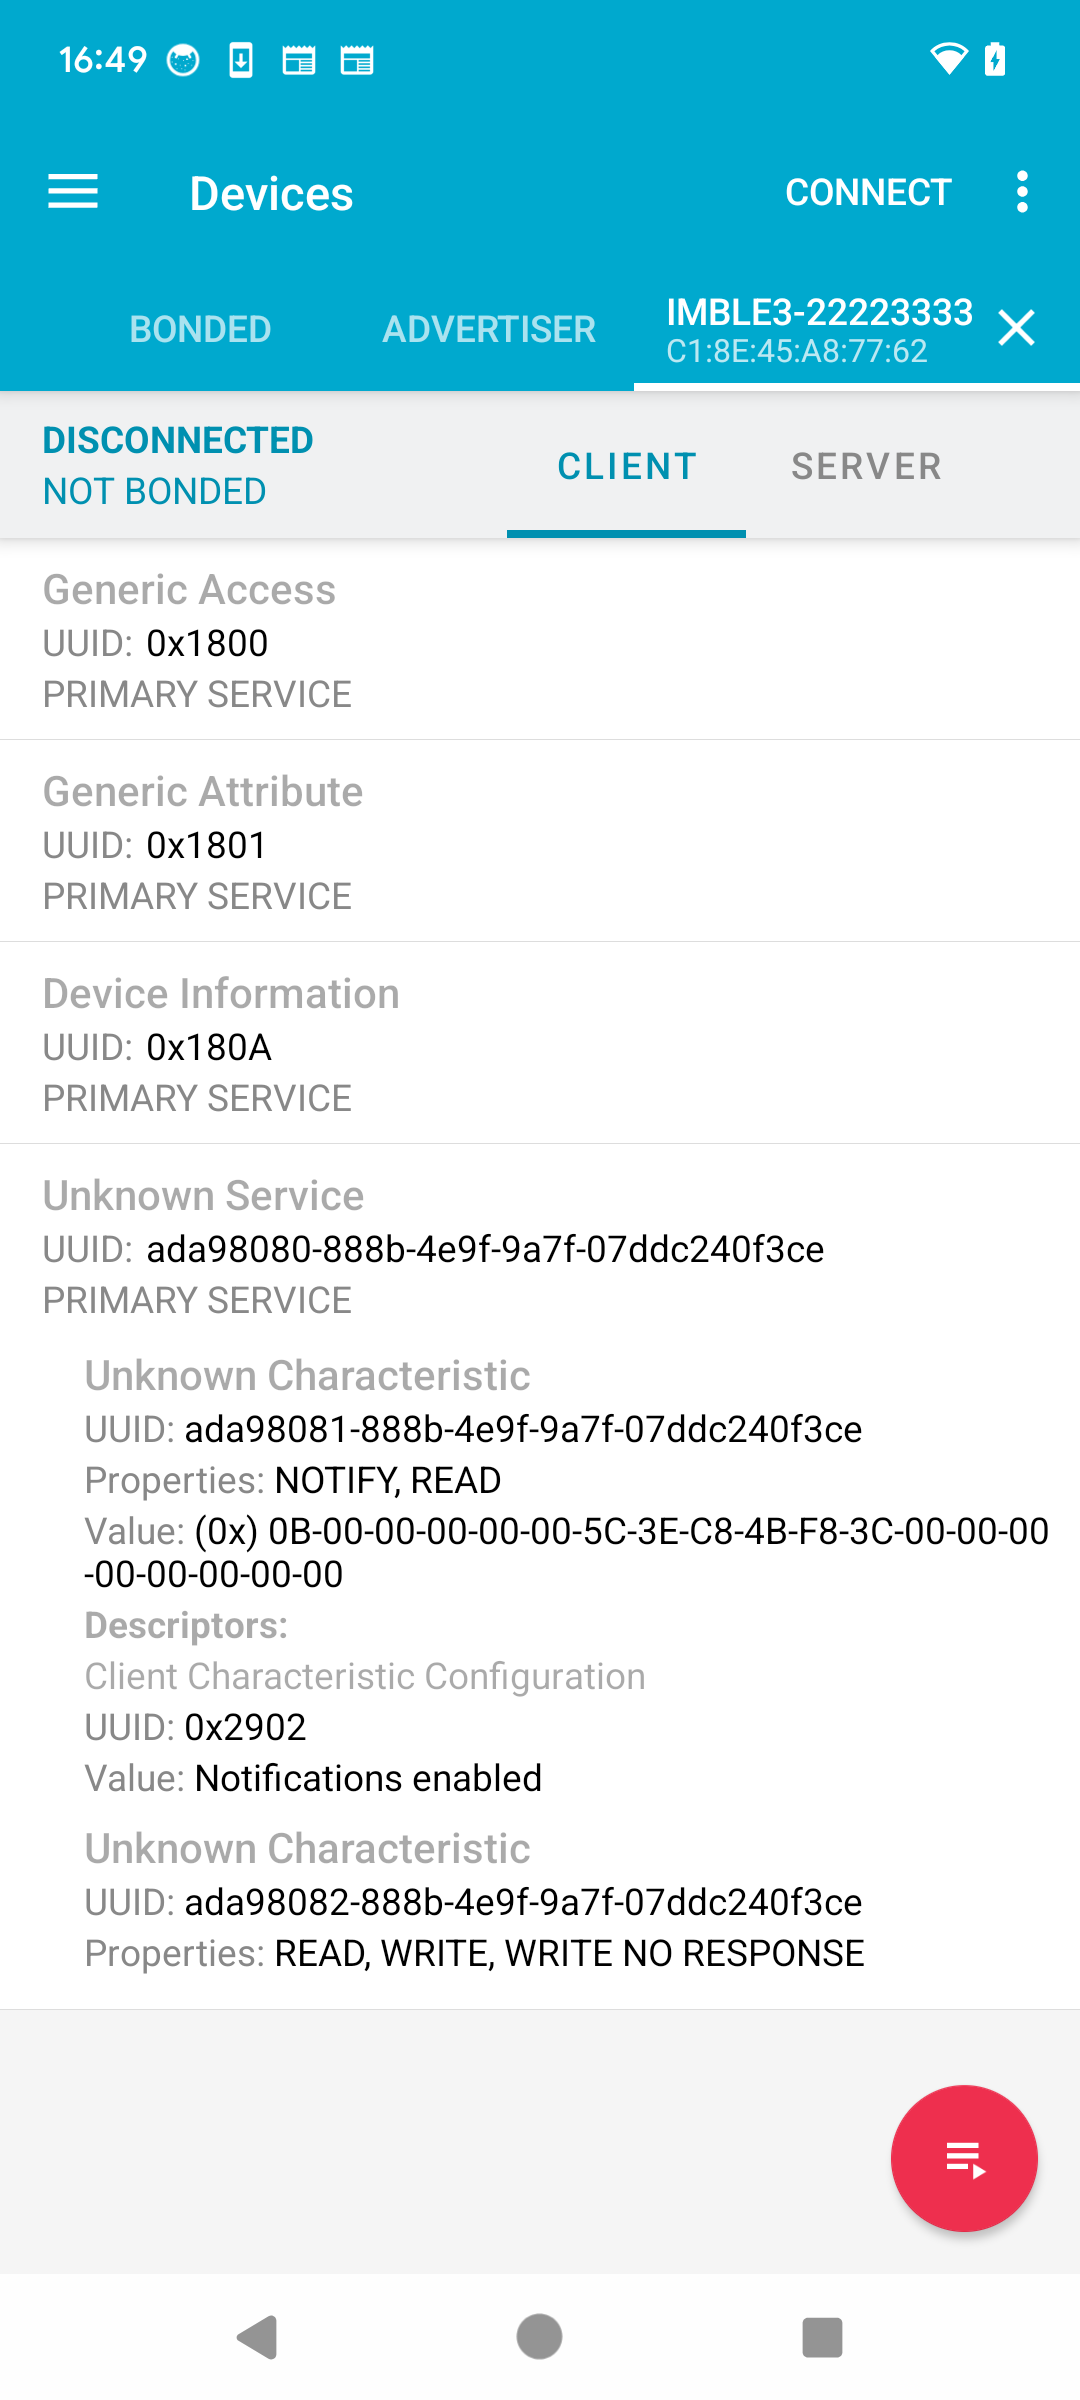 16:49
Devices
CONNECT
BONDED
ADVERTISER
IMBLE3-22223333
C1:8E:45:A8:77:62
DISCONNECTED
NOT BONDED
CLIENT
SERVER
Generic Access
UUID: 0x1800
PRIMARY SERVICE
Generic Attribute
UUID: 0x1801
PRIMARY SERVICE
Device Information
UUID: 0x180A
PRIMARY SERVICE
Unknown Service
UUID: ada98080-888b-4e9f-9a7f-07ddc240f3ce
PRIMARY SERVICE
Unknown Characteristic
UUID: ada98081-888b-4e9f-9a7f-07ddc240f3ce
Properties: NOTIFY, READ
Value: (0x) 0B-00-00-00-00-00-5C-3E-C8-4B-F8-3C-00-00-00
-00-00-00-00-00
Descriptors:
Client Characteristic Configuration
UUID: 0x2902
Value: Notifications enabled
Unknown Characteristic
UUID: ada98082-888b-4e9f-9a7f-07ddc240f3ce
Properties: READ, WRITE, WRITE NO RESPONSE